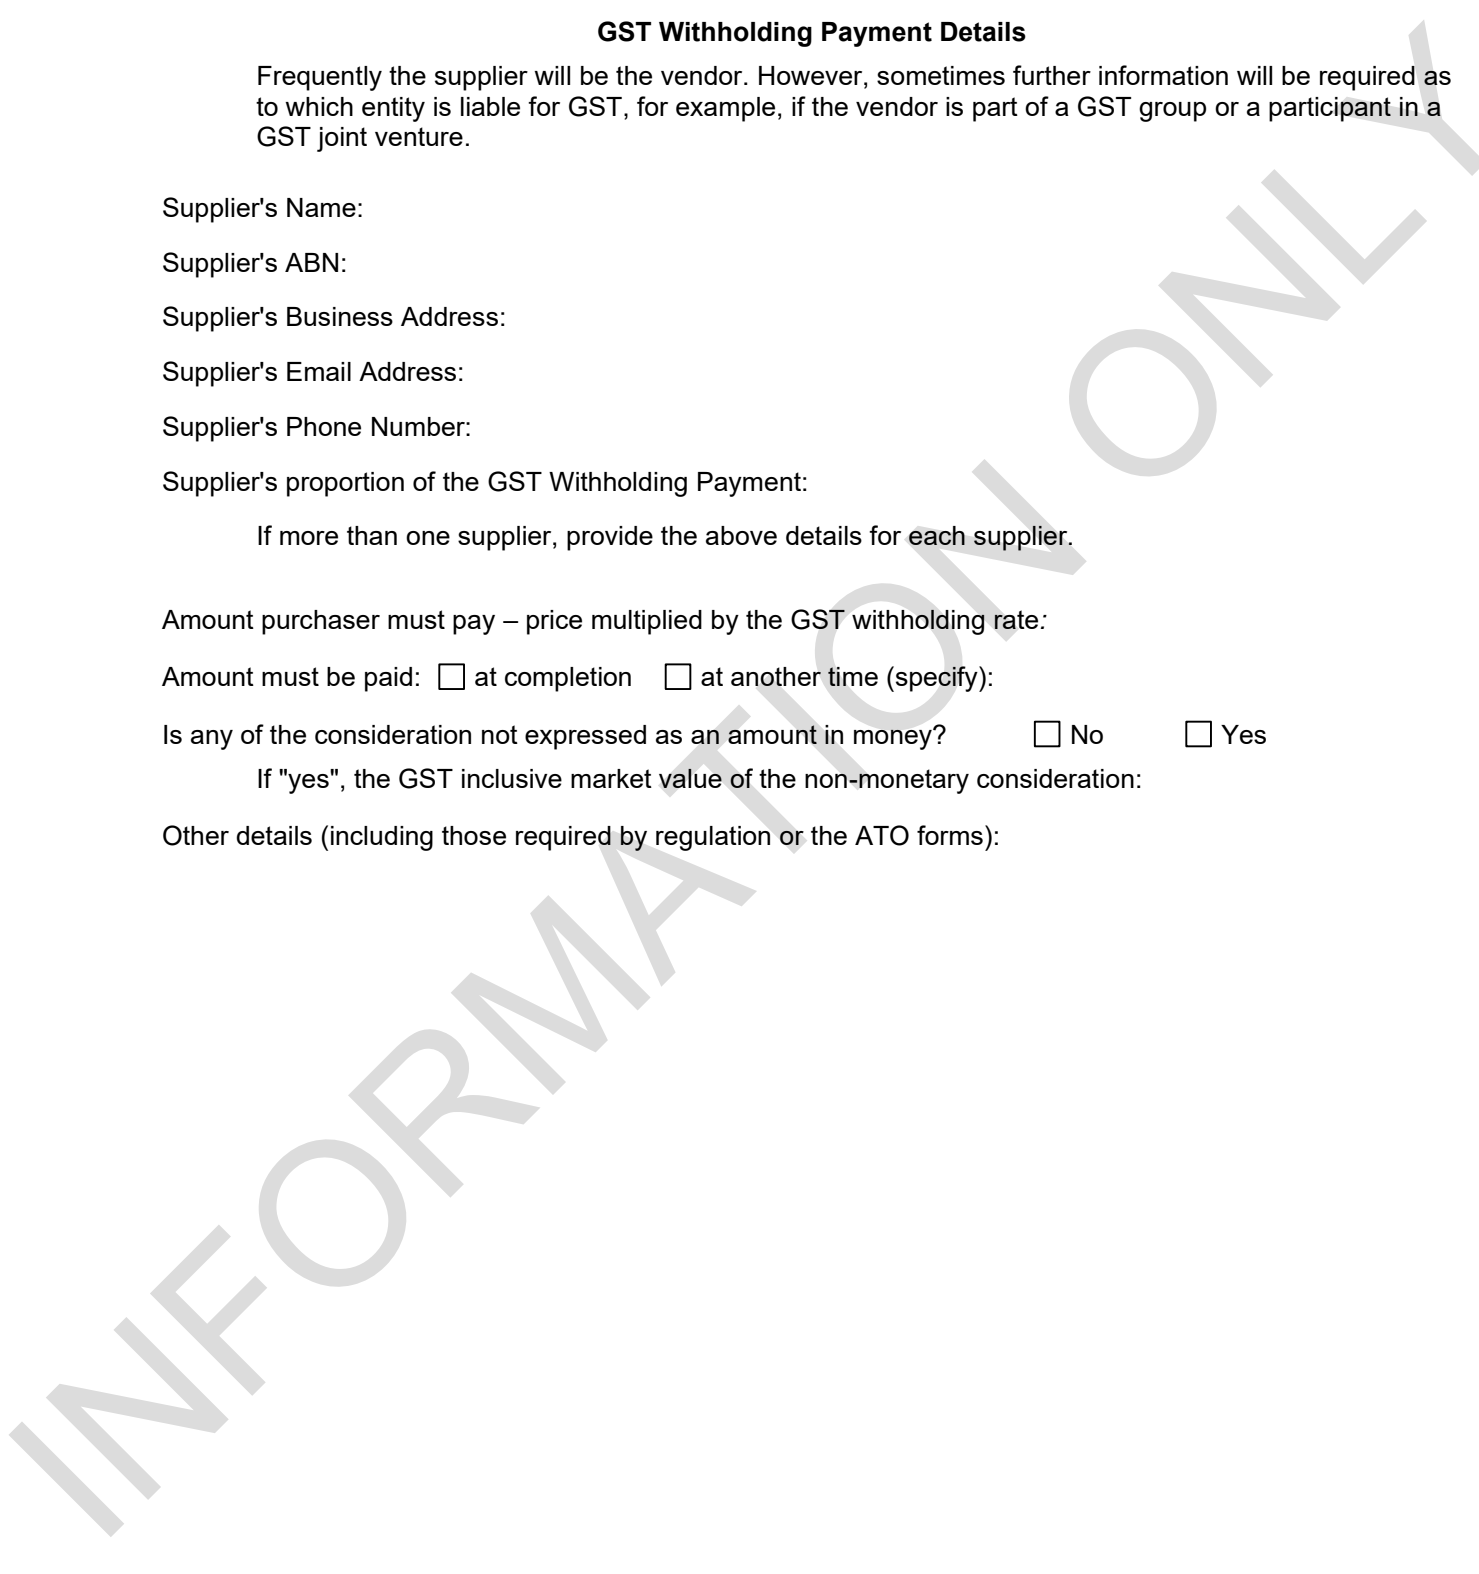 GST Withholding Payment Details
Frequently the supplier will be the vendor. However, sometimes further information will be required as
to which entity is liable for GST, for example, if the vendor is part of a GST group or a participant in a
GST joint venture.
Supplier's Name:
Supplier's ABN:
Supplier's Business Address:
Supplier's Email Address:
Supplier's Phone Number:
Supplier's proportion of the GST Withholding Payment:
If more than one supplier, provide the above details for each supplier.
Amount purchaser must pay – price multiplied by the GST withholding rate:
Amount must be paid: ☐ at completion ☐ at another time (specify):
Is any of the consideration not expressed as an amount in money? ☐ No ☐ Yes
If "yes", the GST inclusive market value of the non-monetary consideration:
Other details (including those required by regulation or the ATO forms):
INFORMATION ONLY